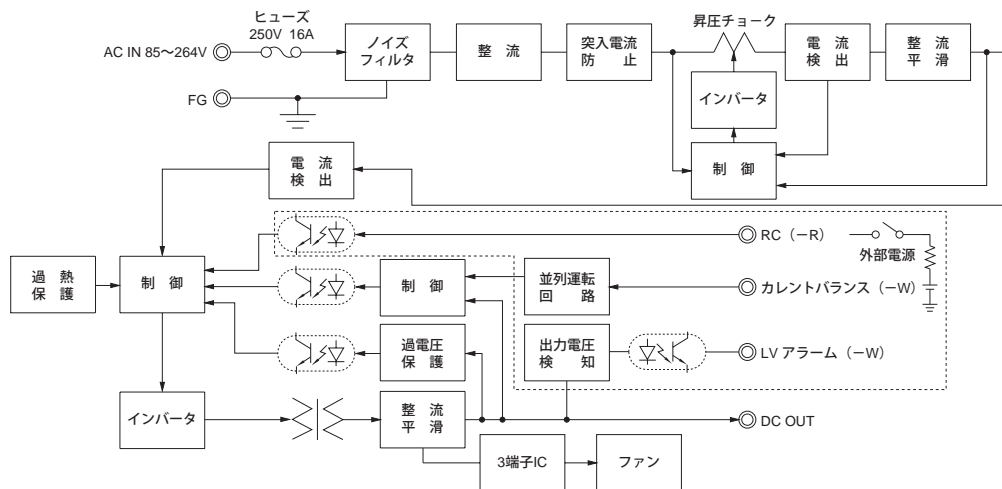 ヒューズ
250V 16A
AC IN 85～264V
ノイズ
フィルタ
整 流
突入電流
防 止
昇圧チョーク
電 流
検 出
整 流
平 滑
FG
インバータ
制 御
電 流
検 出
RC（－R）
外部電源
過 熱
保 護
制 御
制 御
並列運転
回 路
カレントバランス（－W）
過電圧
保 護
出力電圧
検 知
LV アラーム（－W）
インバータ
整 流
平 滑
DC OUT
3端子IC
ファン